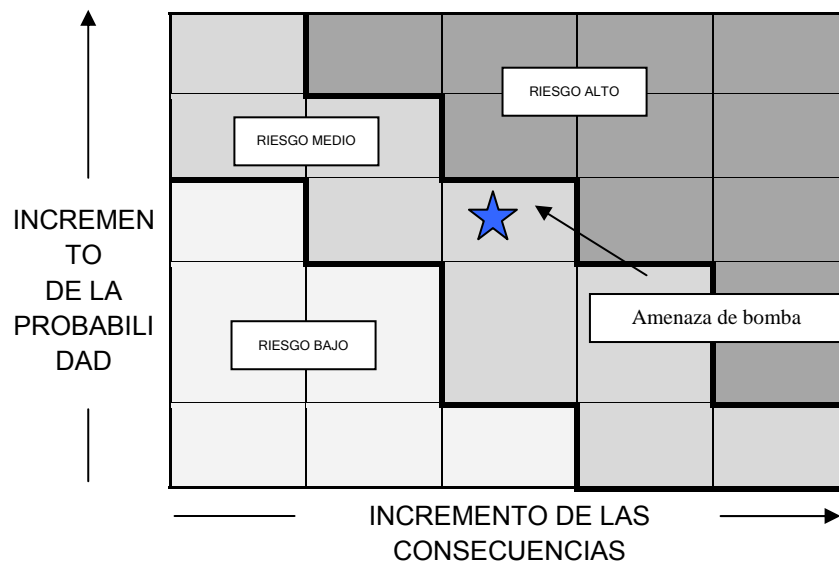 RIESGO ALTO
RIESGO MEDIO
INCREMEN
TO
DE LA
PROBABILI
DAD
Amenaza de bomba
RIESGO BAJO
INCREMENTO DE LAS
CONSECUENCIAS